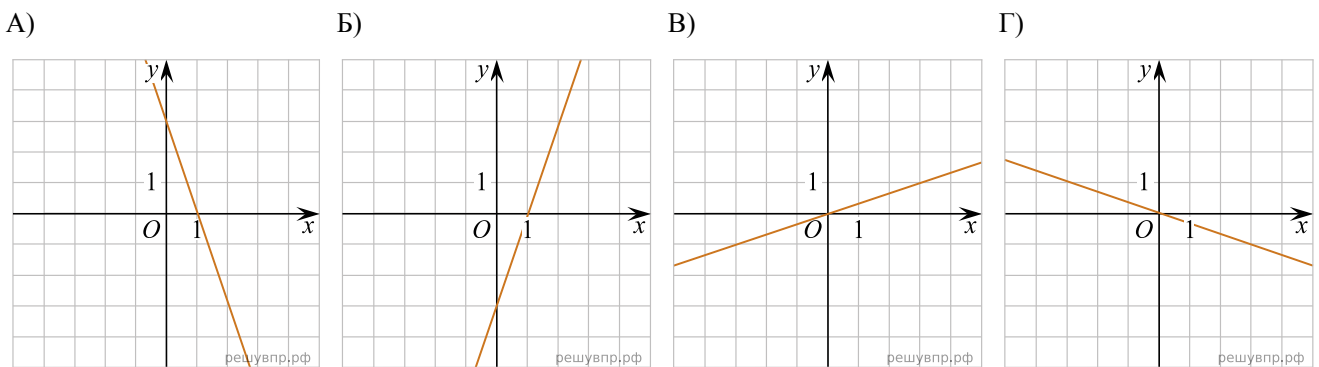 А) Б) В) Г)
y y y y
1 1 1 1
O 1 x O 1 x O 1 x O 1 x
решувпр.рф решувпр.рф решувпр.рф решувпр.рф